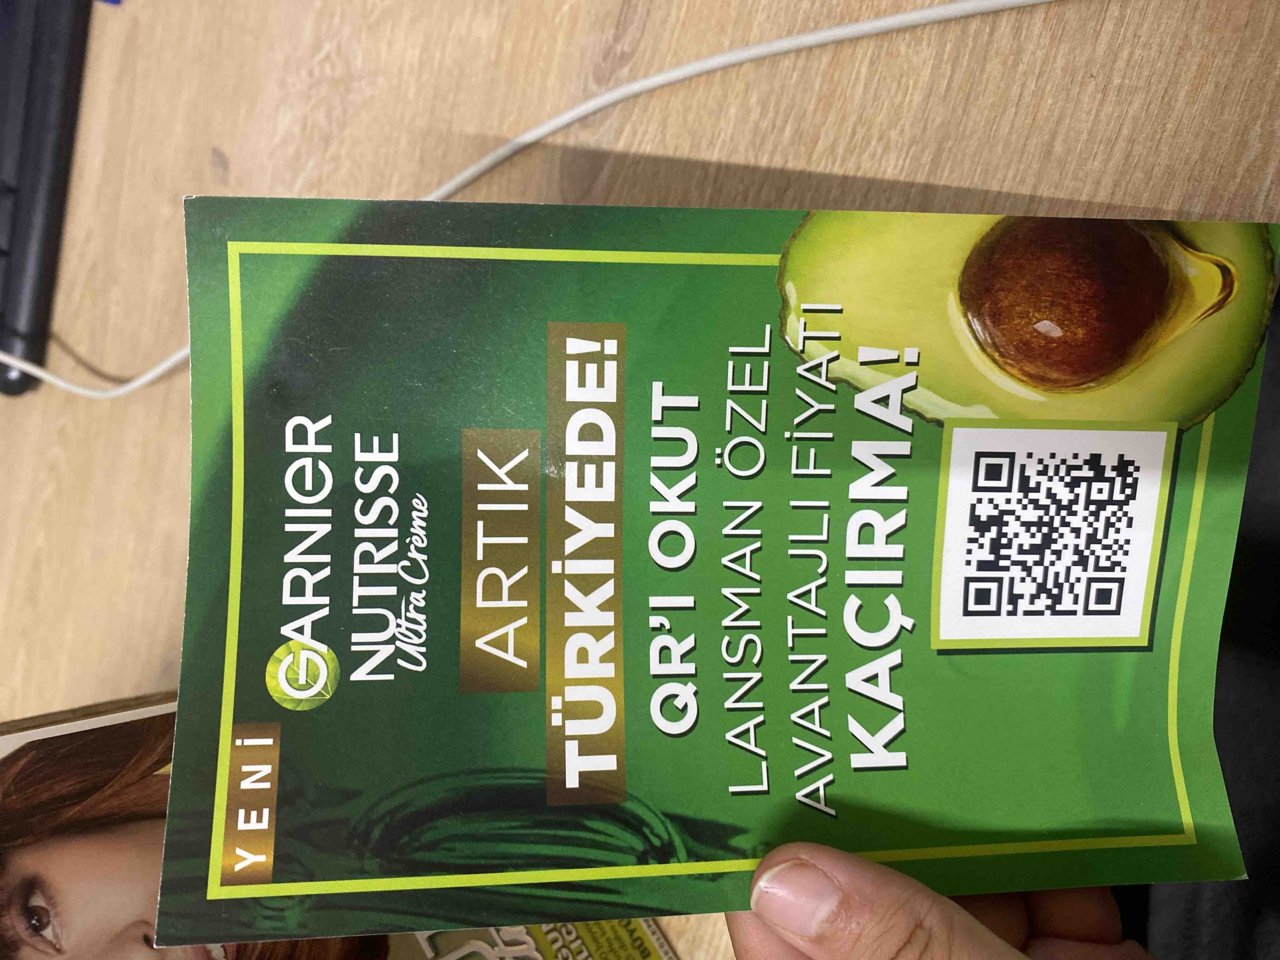 YENİ
GARNIER
NUTRISSE
Ultra Crème
ARTIK
TÜRKİYEDE!
QR'I OKUT
LANSMAN ÖZEL
AVANTAJLI FİYATI
KAÇIRMA!